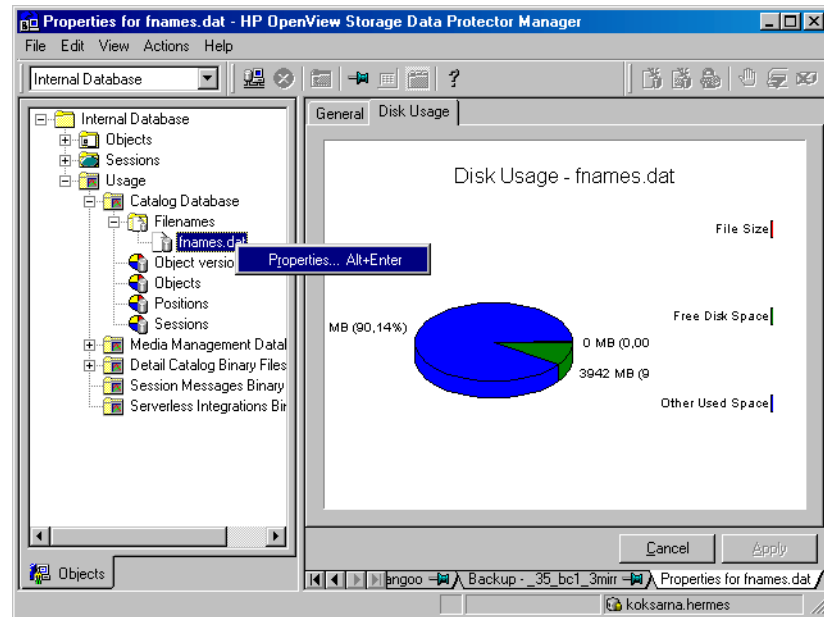 Properties for fnames.dat - HP OpenView Storage Data Protector Manager
File Edit View Actions Help
Internal Database
?
General Disk Usage
Internal Database
Objects
Sessions
Usage
Catalog Database
Filenames
fnames.dat
Object versio
Properties... Alt+Enter
Objects
Positions
Sessions
Media Management Datal
Detail Catalog Binary Files
Session Messages Binary
Serverless Integrations Bir
Disk Usage - fnames.dat
File Size
Free Disk Space
Other Used Space
MB (90,14%)
0 MB (0,00
3942 MB (9
Cancel Apply
Objects
angoo Backup - _35_bc1_3mirr Properties for fnames.dat
koksarna.hermes